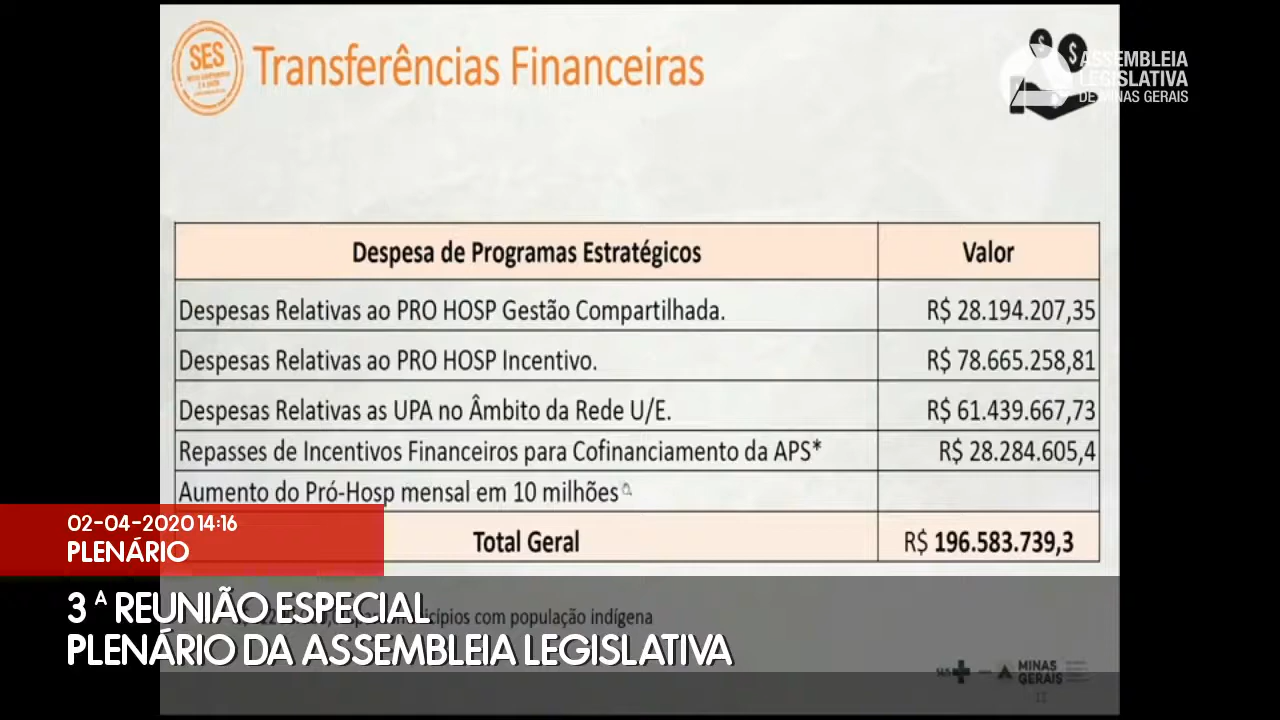 SES
Transferências Financeiras
ASSEMBLEIA
LEGISLATIVA
DE MINAS GERAIS
Despesa de Programas Estratégicos Valor
Despesas Relativas ao PRO HOSP Gestão Compartilhada. R$ 28.194.207,35
Despesas Relativas ao PRO HOSP Incentivo. R$ 78.665.258,81
Despesas Relativas as UPA no Âmbito da Rede U/E. R$ 61.439.667,73
Repasses de Incentivos Financeiros para Cofinanciamento da APS* R$ 28.284.605,4
Aumento do Pró-Hosp mensal em 10 milhões
Total Geral R$ 196.583.739,3
02-04-2020 14:16
PLENÁRIO
3ª REUNIÃO ESPECIAL
com população indígena
PLENÁRIO DA ASSEMBLEIA LEGISLATIVA
SUS
MINAS
GERAIS